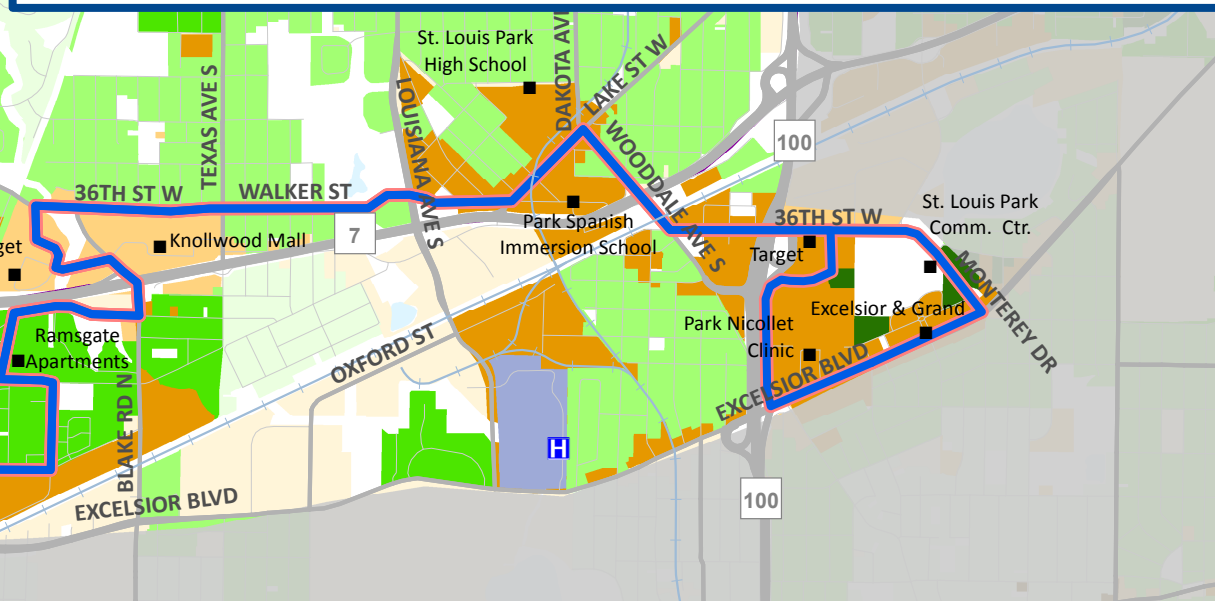 St. Louis Park
High School
DAKOTA AV
LAKE ST W
TEXAS AVE S
LOUISIANA AVE S
WOODDALE AVE S
100
36TH ST W
WALKER ST
7
Knollwood Mall
get
Park Spanish
Immersion School
36TH ST W
Target
St. Louis Park
Comm. Ctr.
MONTEREY DR
Excelsior & Grand
Park Nicollet
Clinic
EXCELSIOR BLVD
Ramsgate
Apartments
OXFORD ST
BLAKE RD N
H
EXCELSIOR BLVD
100